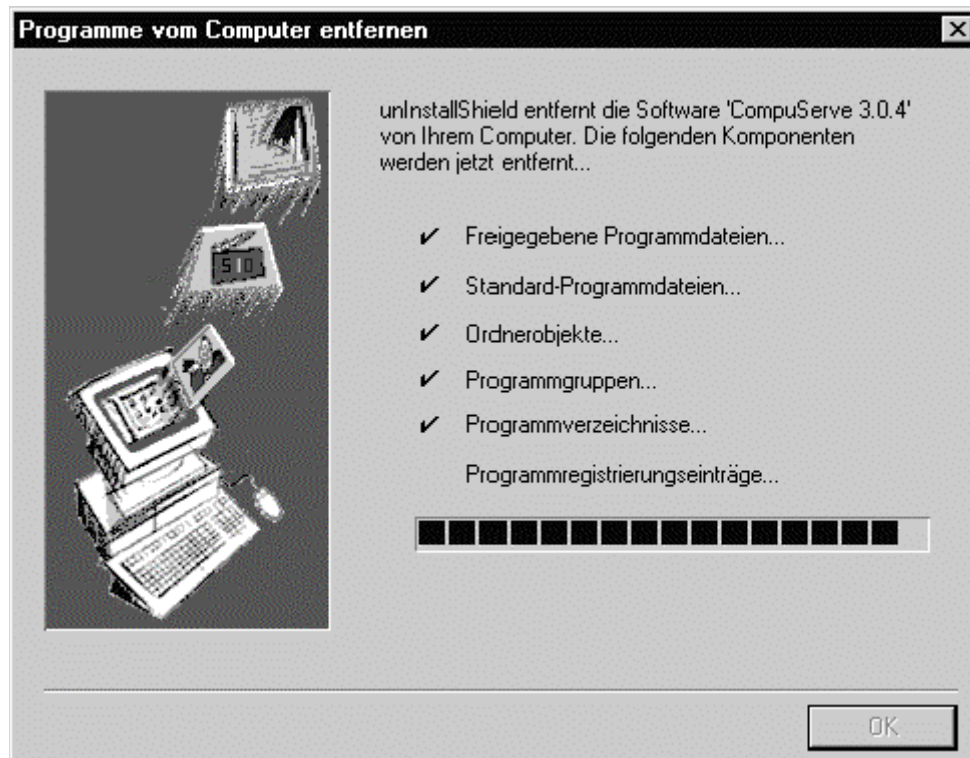 Programme vom Computer entfernen
unInstallShield entfernt die Software 'CompuServe 3.0.4'
von Ihrem Computer. Die folgenden Komponenten
werden jetzt entfernt...
Freigegebene Programmdateien...
Standard-Programmdateien...
Ordnerobjekte...
Programmgruppen...
Programmverzeichnisse...
Programmregistrierungseinträge...
OK